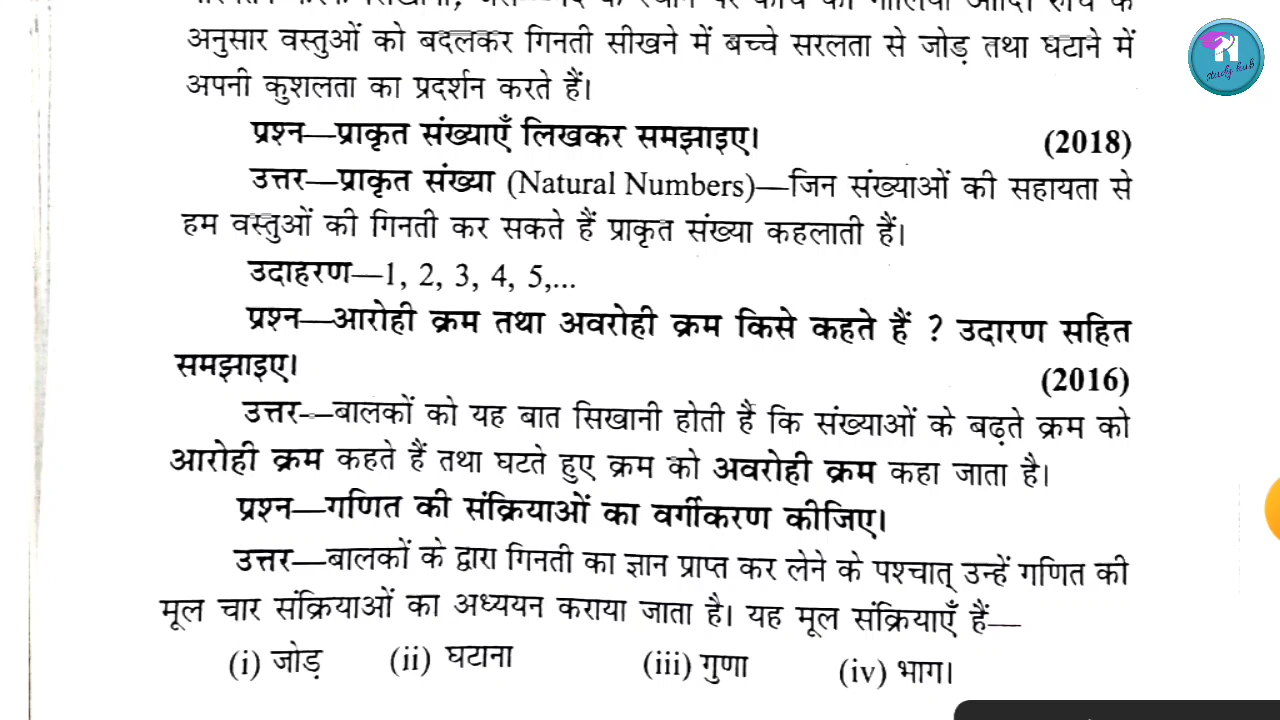 अनुसार वस्तुओं को बदलकर गिनती सीखने में बच्चे सरलता से जोड़ तथा घटाने में
अपनी कुशलता का प्रदर्शन करते हैं।
प्रश्न—प्राकृत संख्याएँ लिखकर समझाइए। (2018)
उत्तर—प्राकृत संख्या (Natural Numbers)—जिन संख्याओं की सहायता से
हम वस्तुओं की गिनती कर सकते हैं प्राकृत संख्या कहलाती हैं।
उदाहरण—1, 2, 3, 4, 5,...
प्रश्न—आरोही क्रम तथा अवरोही क्रम किसे कहते हैं ? उदारण सहित
समझाइए। (2016)
उत्तर—बालकों को यह बात सिखानी होती है कि संख्याओं के बढ़ते क्रम को
आरोही क्रम कहते हैं तथा घटते हुए क्रम को अवरोही क्रम कहा जाता है।
प्रश्न—गणित की संक्रियाओं का वर्गीकरण कीजिए।
उत्तर—बालकों के द्वारा गिनती का ज्ञान प्राप्त कर लेने के पश्चात् उन्हें गणित की
मूल चार संक्रियाओं का अध्ययन कराया जाता है। यह मूल संक्रियाएँ हैं—
(i) जोड़ (ii) घटाना (iii) गुणा (iv) भाग।
study hub